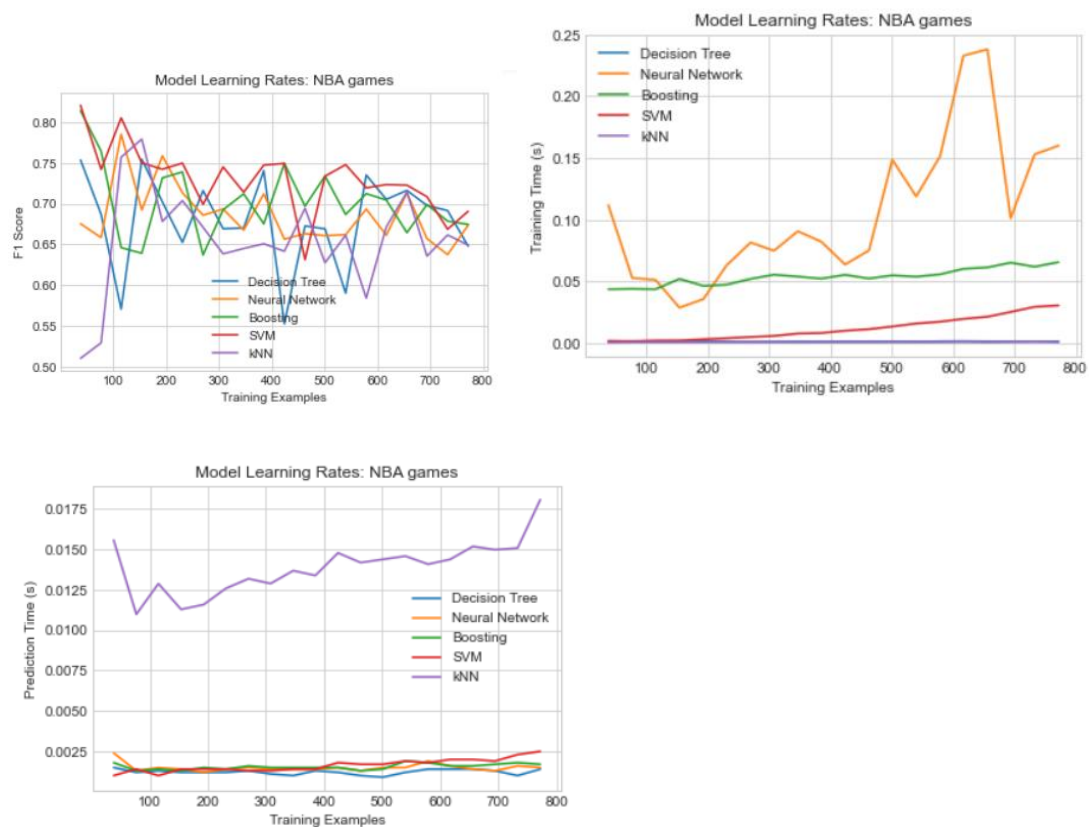 Model Learning Rates: NBA games
F1 Score
0.80
0.75
0.70
0.65
0.60
0.55
0.50
Decision Tree
Neural Network
Boosting
SVM
kNN
100 200 300 400 500 600 700 800
Training Examples
Model Learning Rates: NBA games
Training Time (s)
0.25
0.20
0.15
0.10
0.05
0.00
Decision Tree
Neural Network
Boosting
SVM
kNN
100 200 300 400 500 600 700 800
Training Examples
Model Learning Rates: NBA games
Prediction Time (s)
0.0175
0.0150
0.0125
0.0100
0.0075
0.0050
0.0025
Decision Tree
Neural Network
Boosting
SVM
kNN
100 200 300 400 500 600 700 800
Training Examples